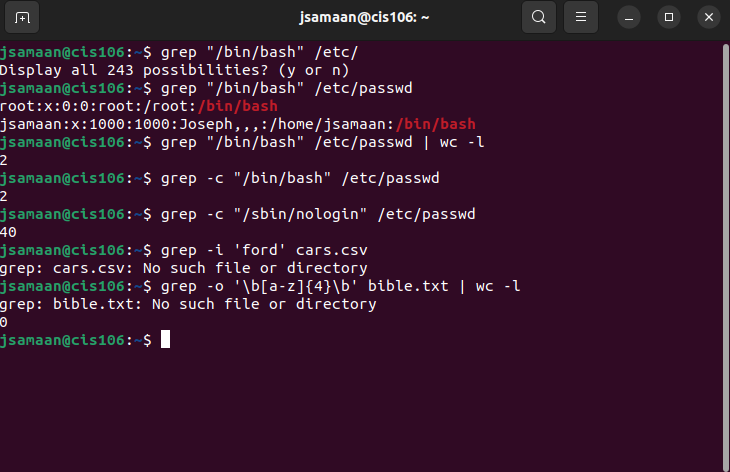 jsamaan@cis106: ~
jsamaan@cis106:~$ grep "/bin/bash" /etc/
Display all 243 possibilities? (y or n)
jsamaan@cis106:~$ grep "/bin/bash" /etc/passwd
root:x:0:0:root:/root:/bin/bash
jsamaan:x:1000:1000:Joseph,,,:/home/jsamaan:/bin/bash
jsamaan@cis106:~$ grep "/bin/bash" /etc/passwd | wc -l
2
jsamaan@cis106:~$ grep -c "/bin/bash" /etc/passwd
2
jsamaan@cis106:~$ grep -c "/sbin/nologin" /etc/passwd
40
jsamaan@cis106:~$ grep -i 'ford' cars.csv
grep: cars.csv: No such file or directory
jsamaan@cis106:~$ grep -o '\b[a-z]{4}\b' bible.txt | wc -l
grep: bible.txt: No such file or directory
0
jsamaan@cis106:~$